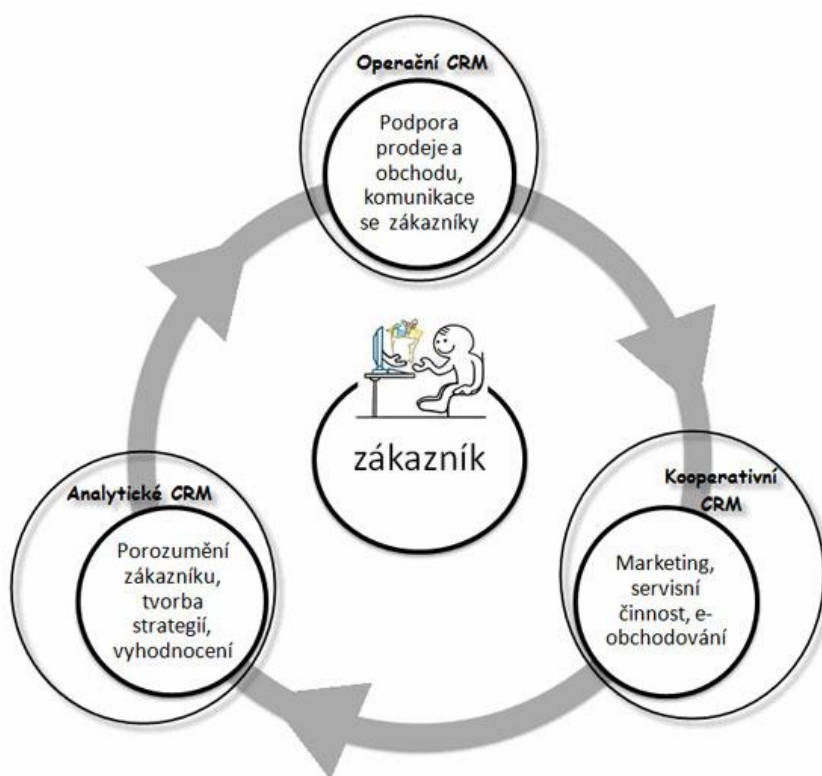 Operační CRM
Podpora
prodeje a
obchodu,
komunikace
se zákazníky
zákazník
Analytické CRM
Porozumění
zákazníku,
tvorba
strategií,
vyhodnocení
Kooperativní
CRM
Marketing,
servisní
činnost, e-
obchodování